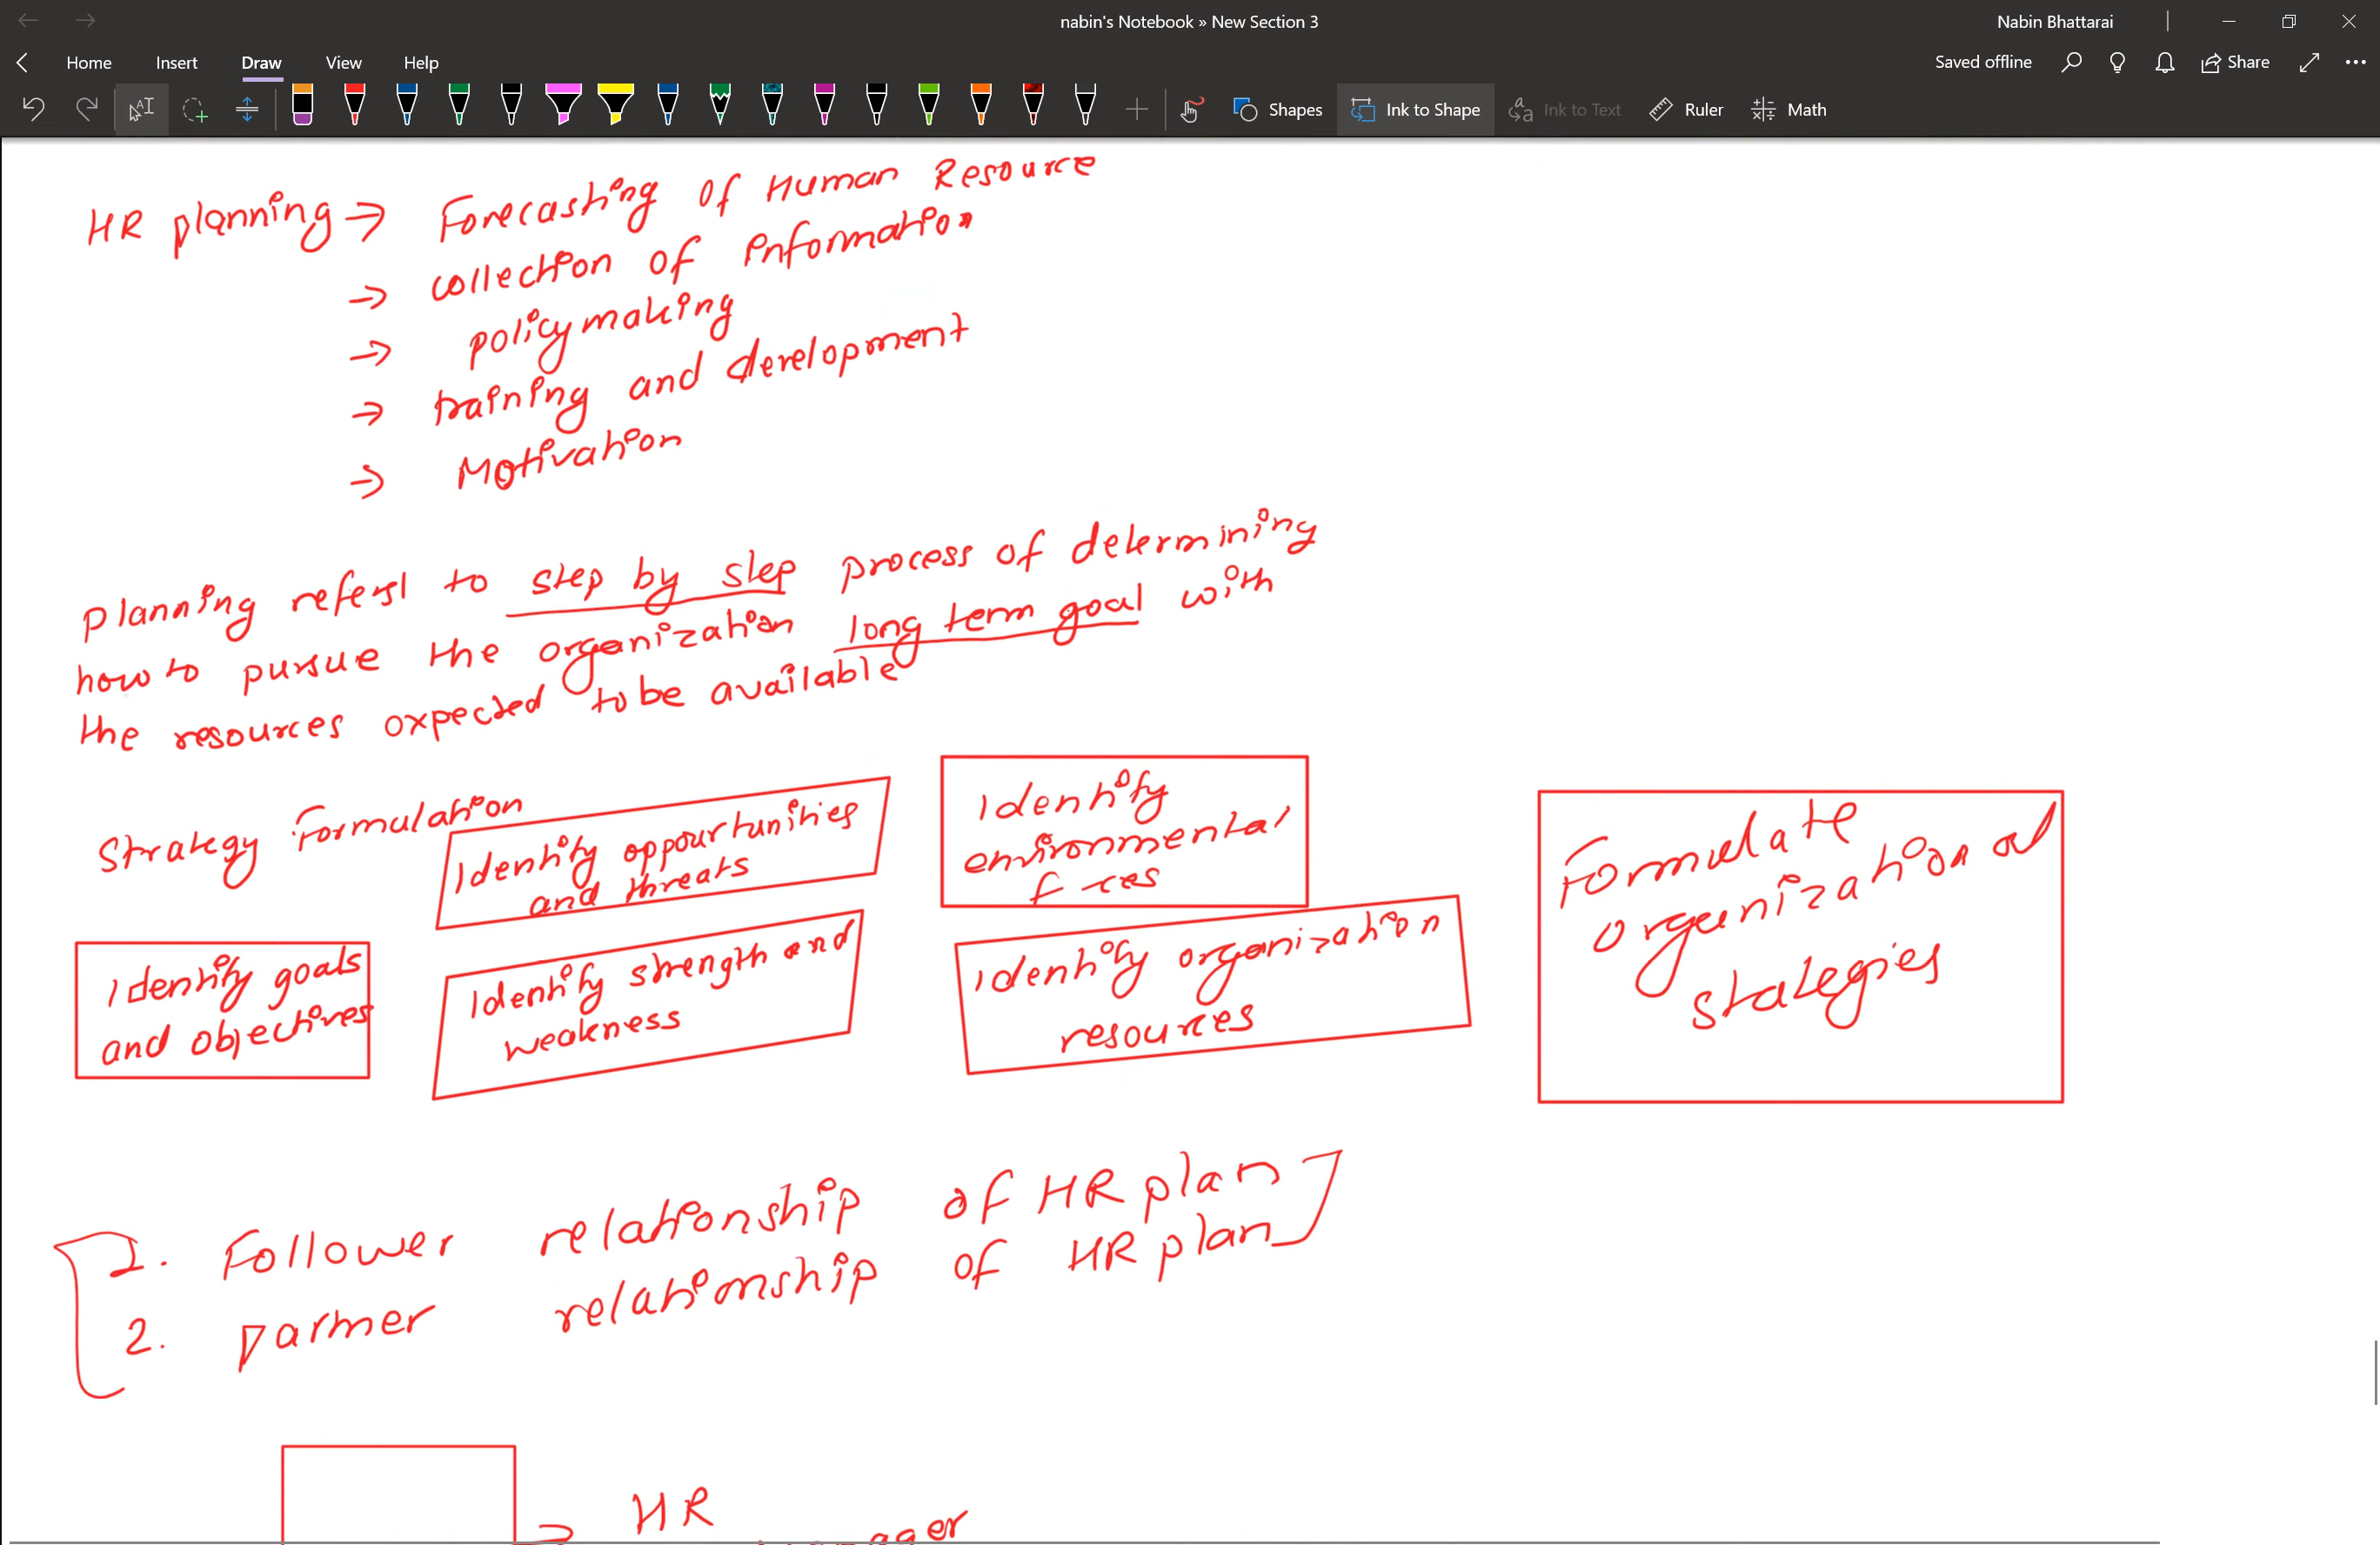 nabin's Notebook » New Section 3
Nabin Bhattarai
Home Insert Draw View Help
Saved offline
Share
Shapes
Ink to Shape
Ink to Text
Ruler
Math
HR planning → Forecasting of Human Resource
→ collection of information
→ policy making
→ training and development
→ Motivation
planning refers to step by step process of determining
how to pursue the organization long term goal with
the resources expected to be available
Strategy Formulation
Identify oppourtunities
and threats
Identify
environmental
f rces
Formulate
organizational
stategies
Identify goals
and objectives
Identify strength and
weakness
Identify organization
resources
1. Follower relationship of HR plan
2. partner relationship of HR plan
→ HR